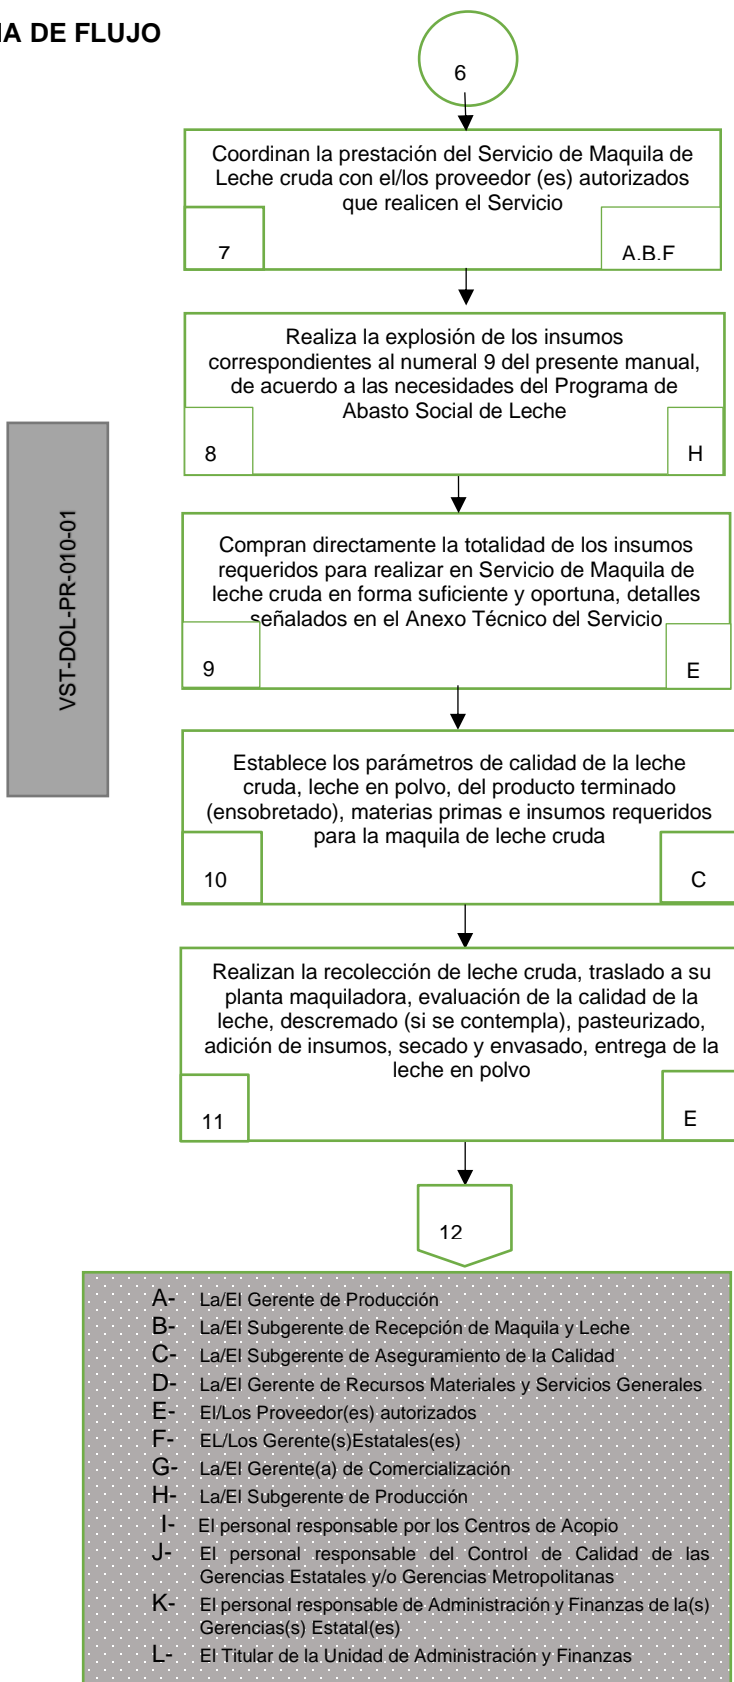 MA DE FLUJO
6
Coordinan la prestación del Servicio de Maquila de
Leche cruda con el/los proveedor (es) autorizados
que realicen el Servicio
7
A,B,F
Realiza la explosión de los insumos
correspondientes al numeral 9 del presente manual,
de acuerdo a las necesidades del Programa de
Abasto Social de Leche
8
H
VST-DOL-PR-010-01
Compran directamente la totalidad de los insumos
requeridos para realizar en Servicio de Maquila de
leche cruda en forma suficiente y oportuna, detalles
señalados en el Anexo Técnico del Servicio
9
E
Establece los parámetros de calidad de la leche
cruda, leche en polvo, del producto terminado
(ensobretado), materias primas e insumos requeridos
para la maquila de leche cruda
10
C
Realizan la recolección de leche cruda, traslado a su
planta maquiladora, evaluación de la calidad de la
leche, descremado (si se contempla), pasteurizado,
adición de insumos, secado y envasado, entrega de la
leche en polvo
11
E
12
A- La/El Gerente de Producción
B- La/El Subgerente de Recepción de Maquila y Leche
C- La/El Subgerente de Aseguramiento de la Calidad
D- La/El Gerente de Recursos Materiales y Servicios Generales
E- El/Los Proveedor(es) autorizados
F- EL/Los Gerente(s)Estatales(es)
G- La/El Gerente(a) de Comercialización
H- La/El Subgerente de Producción
I- El personal responsable por los Centros de Acopio
J- El personal responsable del Control de Calidad de las
Gerencias Estatales y/o Gerencias Metropolitanas
K- El personal responsable de Administración y Finanzas de la(s)
Gerencias(s) Estatal(es)
L- El Titular de la Unidad de Administración y Finanzas